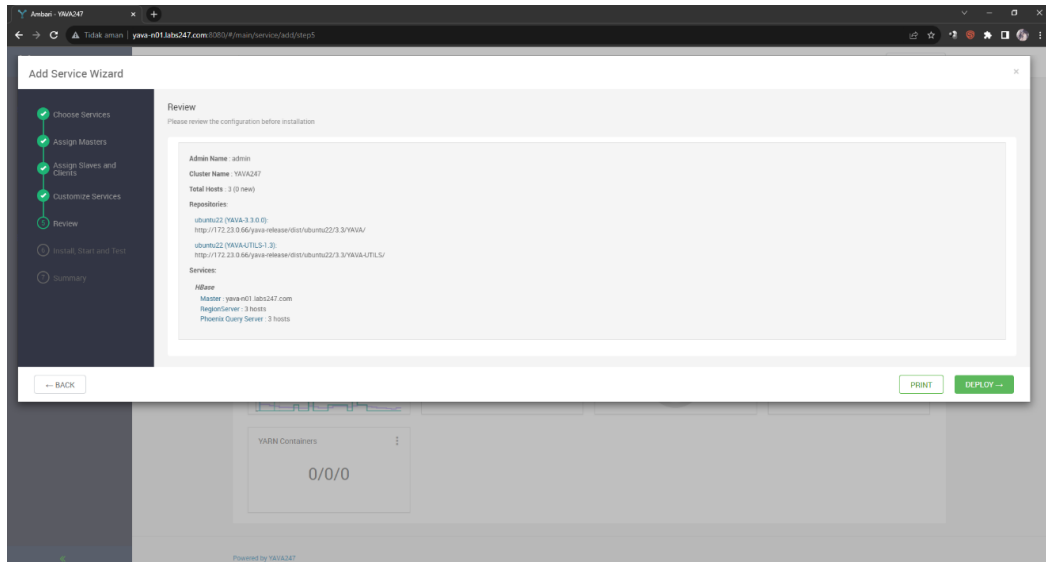 Ambari - YAVA247
Tidak aman
yava-n01.labs247.com:8080/#/main/service/add/step5
Add Service Wizard
Choose Services
Assign Masters
Assign Slaves and
Clients
Customize Services
5 Review
6 Install, Start and Test
7 Summary
Review
Please review the configuration before installation
Admin Name : admin
Cluster Name : YAVA247
Total Hosts : 3 (0 new)
Repositories:
ubuntu22 (YAVA-3.3.0.0):
http://172.23.0.66/yava-release/dist/ubuntu22/3.3/YAVA/
ubuntu22 (YAVA-UTILS-1.3):
http://172.23.0.66/yava-release/dist/ubuntu22/3.3/YAVA-UTILS/
Services:
HBase
Master : yava-n01.labs247.com
RegionServer : 3 hosts
Phoenix Query Server : 3 hosts
← BACK
PRINT
DEPLOY →
YARN Containers
0/0/0
Powered by YAVA247